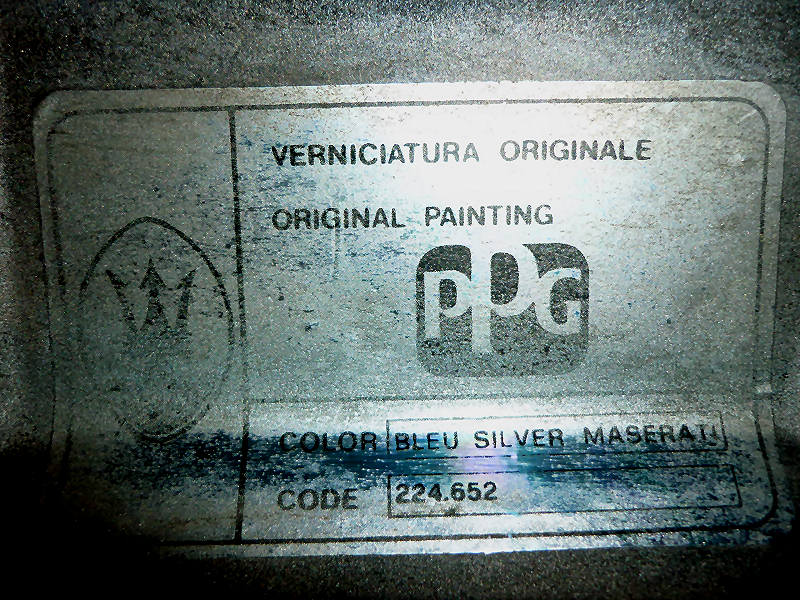 VERNICIATURA ORIGINALE
ORIGINAL PAINTING
PPG
COLOR BLEU SILVER MASERATI
CODE 224.652